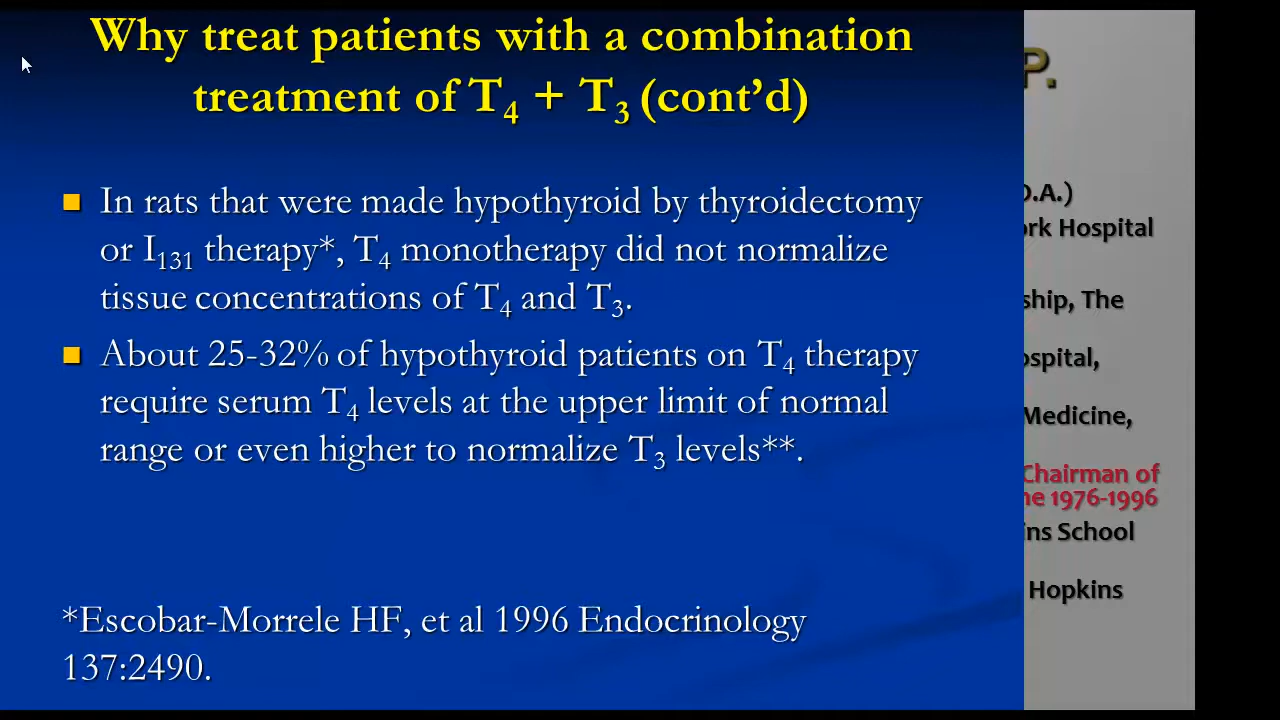 Why treat patients with a combination
treatment of T4 + T3 (cont’d)
In rats that were made hypothyroid by thyroidectomy
or I131 therapy*, T4 monotherapy did not normalize
tissue concentrations of T4 and T3.
About 25-32% of hypothyroid patients on T4 therapy
require serum T4 levels at the upper limit of normal
range or even higher to normalize T3 levels**.
*Escobar-Morrele HF, et al 1996 Endocrinology
137:2490.
P.
O.A.)
ork Hospital
ship, The
ospital,
Medicine,
Chairman of
ne 1976-1996
ins School
Hopkins